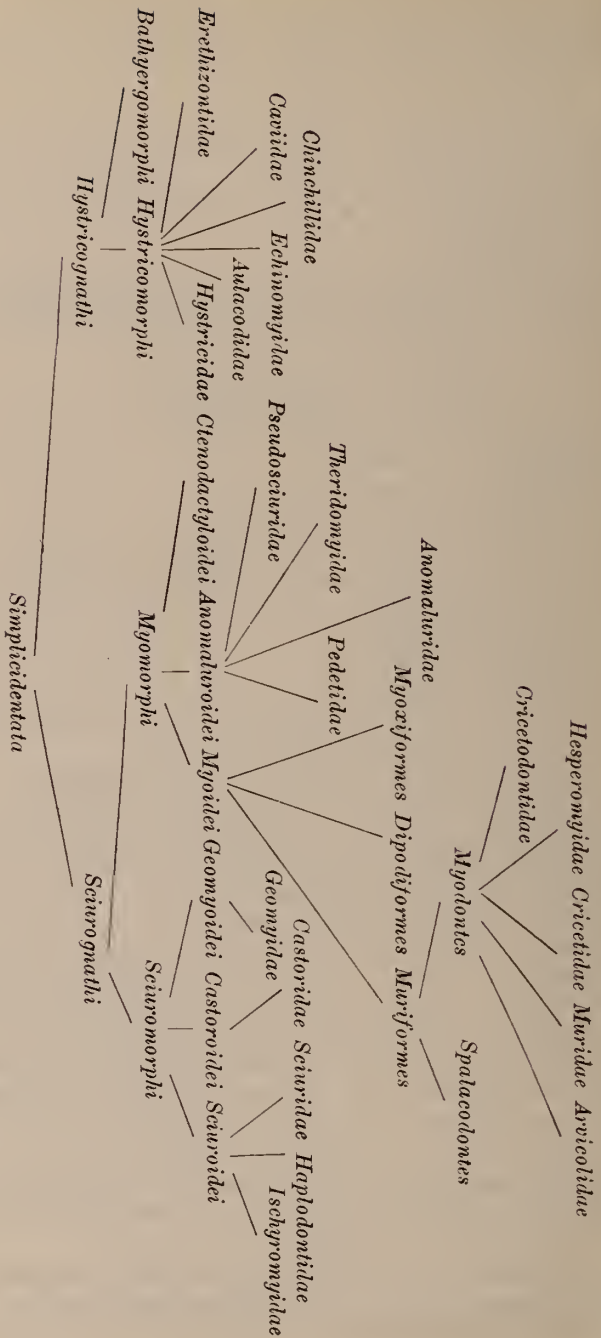 Hesperomyidae Cricetidae Muridae Arvicolidae
Cricetodontidae
Myodontes Spalacodontes
Anomaluridae
Myoxiformes Dipodiformes Muriformes
Theridomyidae Pedetidae
Chinchillidae Castoridae Sciuridae Haplodontidae
Caviidae Echinomyidae Pseudosciuridae Geomyidae Ischyromyidae
Aulacodidae
Erethizontidae Hystricidae Ctenodactyloidei Anomaluroidei Myoidei Geomyoidei Castoroidei Sciuroidei
Bathyergomorphi Hystricomorphi Myomorphi Sciuromorphi
Hystricognathi Sciurognathi
Simplicidentata